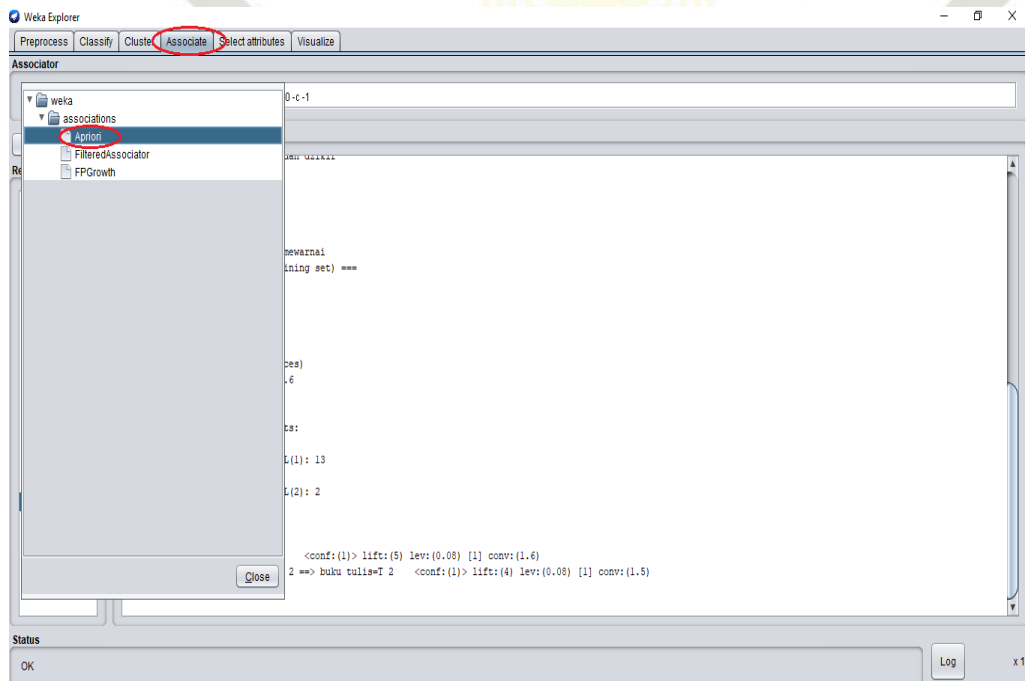 Weka Explorer
Preprocess Classify Cluster Associate Select attributes Visualize
Associator
0 -c -1
weka
associations
Apriori
FilteredAssociator
FPGrowth
Re
mewarnai
ining set) ===
ces)
.6
ts:
L(1): 13
L(2): 2
<conf:(1)> lift:(5) lev:(0.08) [1] conv:(1.6)
2 ==> buku tulis=T 2 <conf:(1)> lift:(4) lev:(0.08) [1] conv:(1.5)
Close
Status
OK
Log
x 1